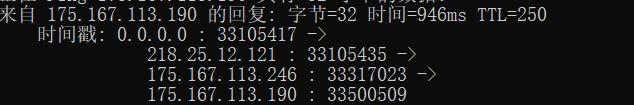 来自 175.167.113.190 的回复: 字节=32 时间=946ms TTL=250
时间戳: 0.0.0.0 : 33105417 ->
218.25.12.121 : 33105435 ->
175.167.113.246 : 33317023 ->
175.167.113.190 : 33500509